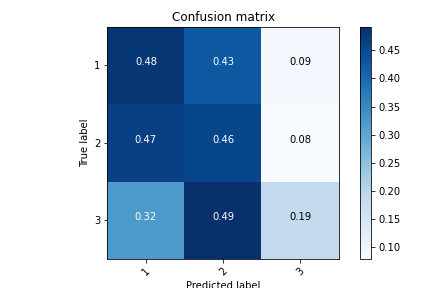 Confusion matrix
True label
1 0.48 0.43 0.09
2 0.47 0.46 0.08
3 0.32 0.49 0.19
1 2 3
Predicted label
0.45
0.40
0.35
0.30
0.25
0.20
0.15
0.10